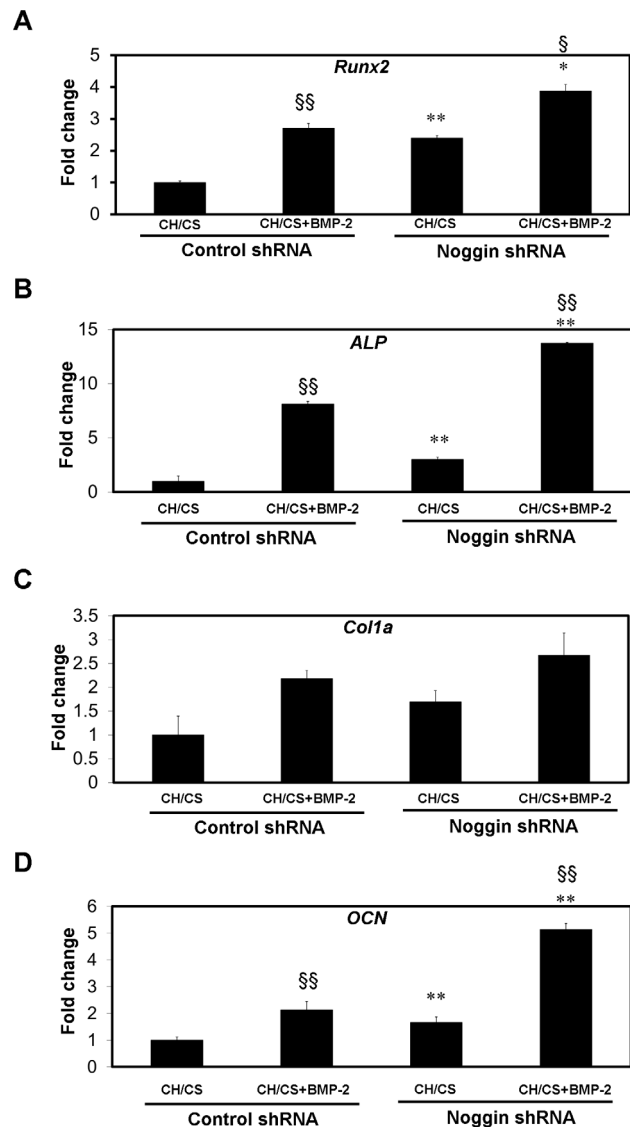 A
Runx2
Fold change
5
4
3
2
1
0
§§
**
§
*
CH/CS CH/CS+BMP-2 CH/CS CH/CS+BMP-2
Control shRNA Noggin shRNA
B
ALP
Fold change
15
10
5
0
§§
**
§§
**
CH/CS CH/CS+BMP-2 CH/CS CH/CS+BMP-2
Control shRNA Noggin shRNA
C
Col1a
Fold change
3.5
3
2.5
2
1.5
1
0.5
0
CH/CS CH/CS+BMP-2 CH/CS CH/CS+BMP-2
Control shRNA Noggin shRNA
D
OCN
Fold change
6
5
4
3
2
1
0
§§
**
§§
**
CH/CS CH/CS+BMP-2 CH/CS CH/CS+BMP-2
Control shRNA Noggin shRNA